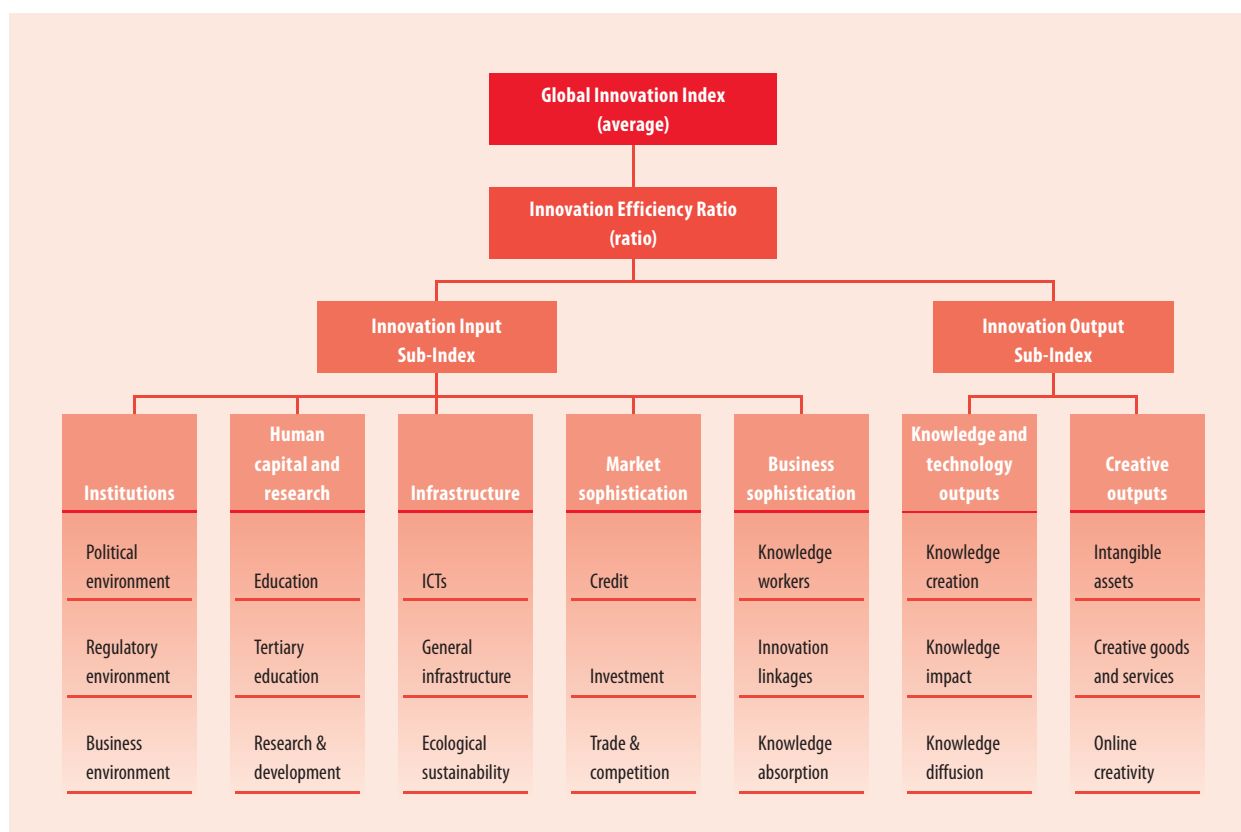 Global Innovation Index
(average)
Innovation Efficiency Ratio
(ratio)
Innovation Input
Sub-Index
Innovation Output
Sub-Index
Institutions
Human
capital and
research
Infrastructure
Market
sophistication
Business
sophistication
Knowledge and
technology
outputs
Creative
outputs
Political
environment
Education
ICTs
Credit
Knowledge
workers
Knowledge
creation
Intangible
assets
Regulatory
environment
Tertiary
education
General
infrastructure
Investment
Innovation
linkages
Knowledge
impact
Creative goods
and services
Business
environment
Research &
development
Ecological
sustainability
Trade &
competition
Knowledge
absorption
Knowledge
diffusion
Online
creativity